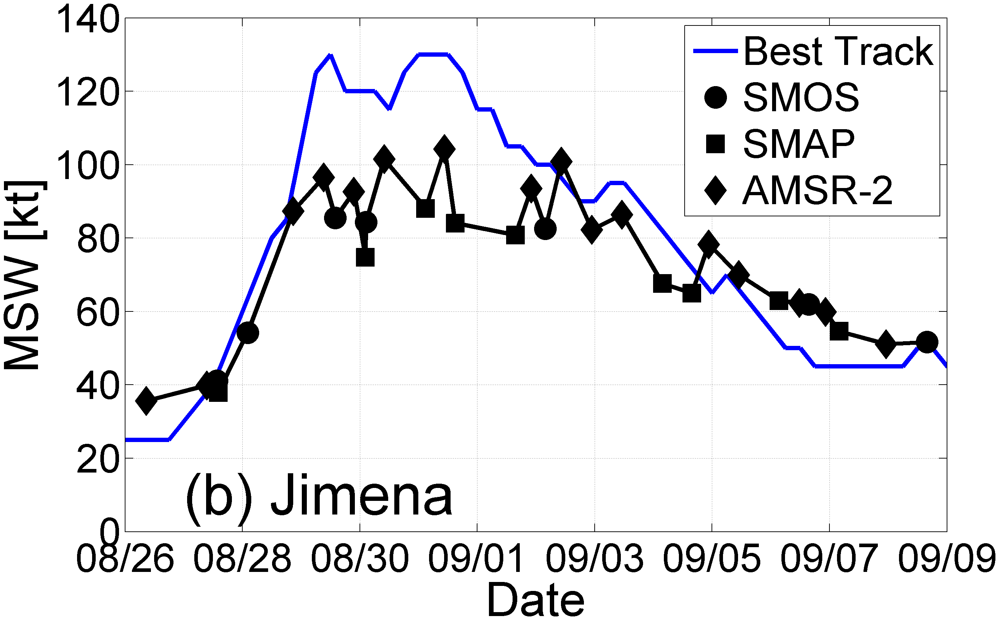 MSW [kt]
140
120
100
80
60
40
20
0
Best Track
SMOS
SMAP
AMSR-2
(b) Jimena
08/26 08/28 08/30 09/01 09/03 09/05 09/07 09/09
Date